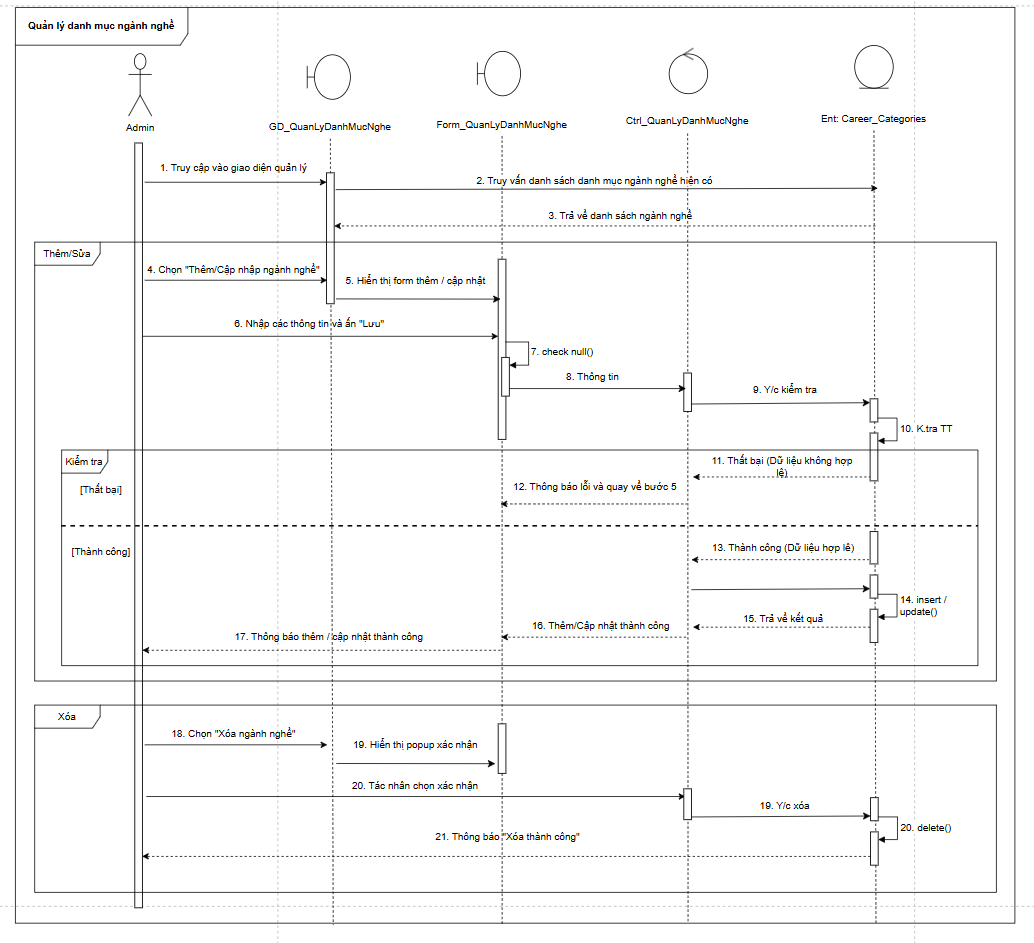 Quản lý danh mục ngành nghề
Admin
GD_QuanLyDanhMucNghe
Form_QuanLyDanhMucNghe
Ctrl_QuanLyDanhMucNghe
Ent: Career_Categories
1. Truy cập vào giao diện quản lý
2. Truy vấn danh sách danh mục ngành nghề hiện có
3. Trả về danh sách ngành nghề
Thêm/Sửa
4. Chọn "Thêm/Cập nhập ngành nghề"
5. Hiển thị form thêm / cập nhật
6. Nhập các thông tin và ấn "Lưu"
7. check null()
8. Thông tin
9. Y/c kiểm tra
10. K.tra TT
Kiểm tra
[Thất bại]
11. Thất bại (Dữ liệu không hợp
lệ)
12. Thông báo lỗi và quay về bước 5
[Thành công]
13. Thành công (Dữ liệu hợp lệ)
14. insert /
update()
15. Trả về kết quả
16. Thêm/Cập nhật thành công
17. Thông báo thêm / cập nhật thành công
Xóa
18. Chọn "Xóa ngành nghề"
19. Hiển thị popup xác nhận
20. Tác nhân chọn xác nhận
19. Y/c xóa
20. delete()
21. Thông báo "Xóa thành công"